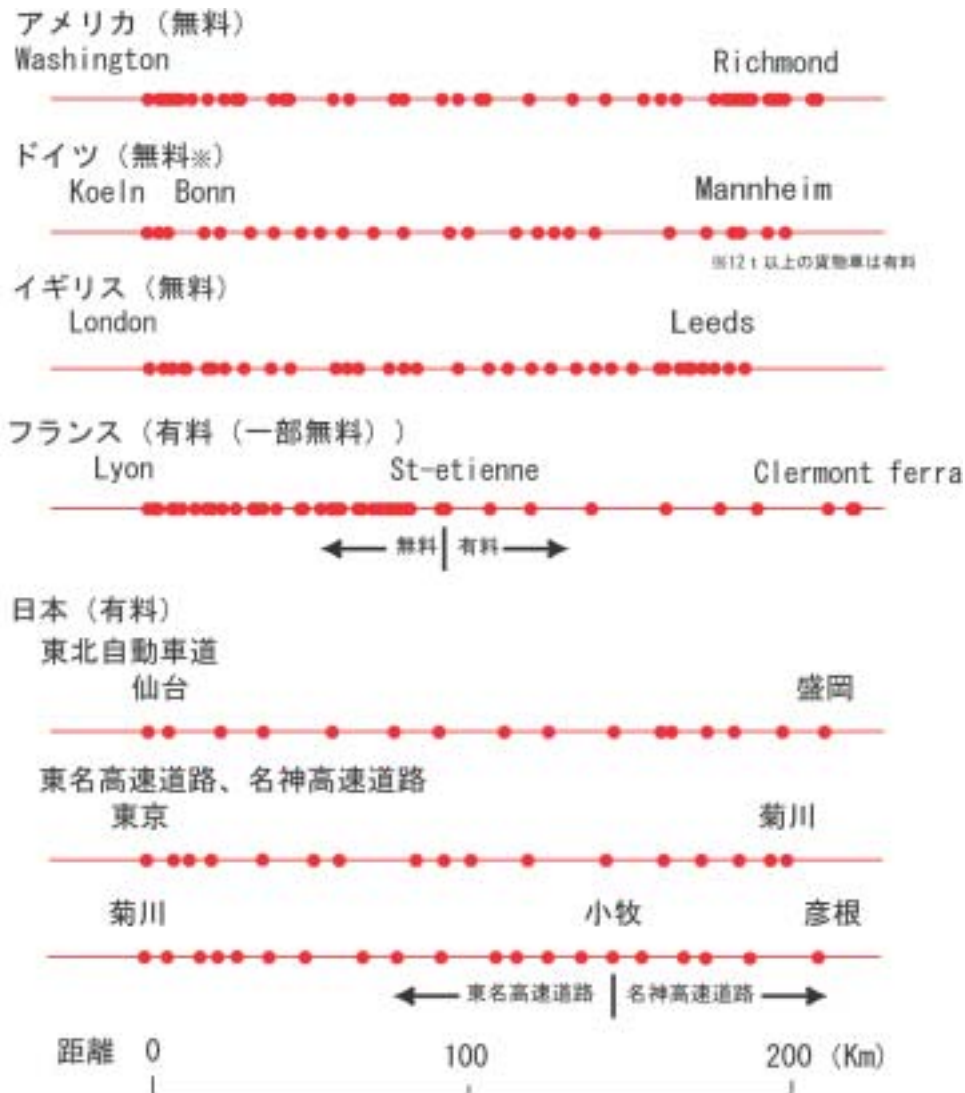 アメリカ（無料）
Washington Richmond
ドイツ（無料※）
Koeln Bonn Mannheim
※12ｔ以上の貨物車は有料
イギリス（無料）
London Leeds
フランス（有料（一部無料））
Lyon St-etienne Clermont ferra
無料 有料
日本（有料）
東北自動車道
仙台 盛岡
東名高速道路、名神高速道路
東京 菊川
菊川 小牧 彦根
東名高速道路 名神高速道路
距離 0 100 200 (Km)